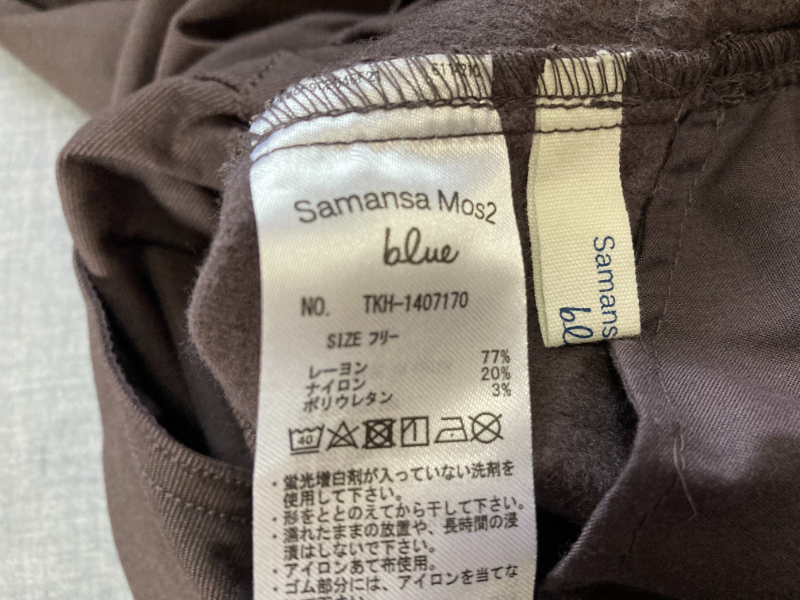 Samansa Mos2
blue
NO. TKH-1407170
SIZE フリー
レーヨン 77%
ナイロン 20%
ポリウレタン 3%
40
・蛍光増白剤が入っていない洗剤を
使用して下さい。
・形をととのえてから干して下さい。
・濡れたままの放置や、長時間の浸
漬はしないで下さい。
・アイロンあて布使用。
・ゴム部分には、アイロンを当てな
Samans
bl